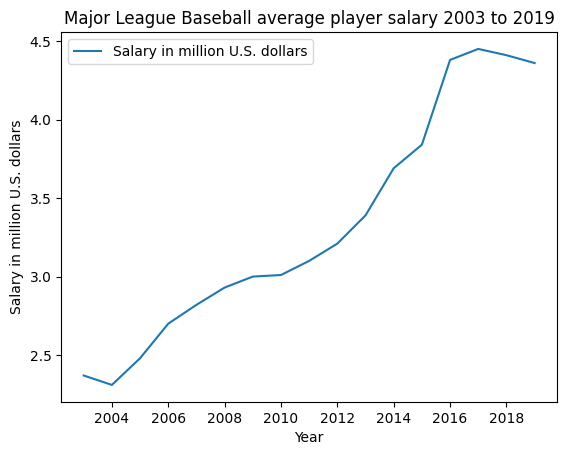 Major League Baseball average player salary 2003 to 2019
Salary in million U.S. dollars
4.5
4.0
3.5
3.0
2.5
Salary in million U.S. dollars
2004 2006 2008 2010 2012 2014 2016 2018
Year